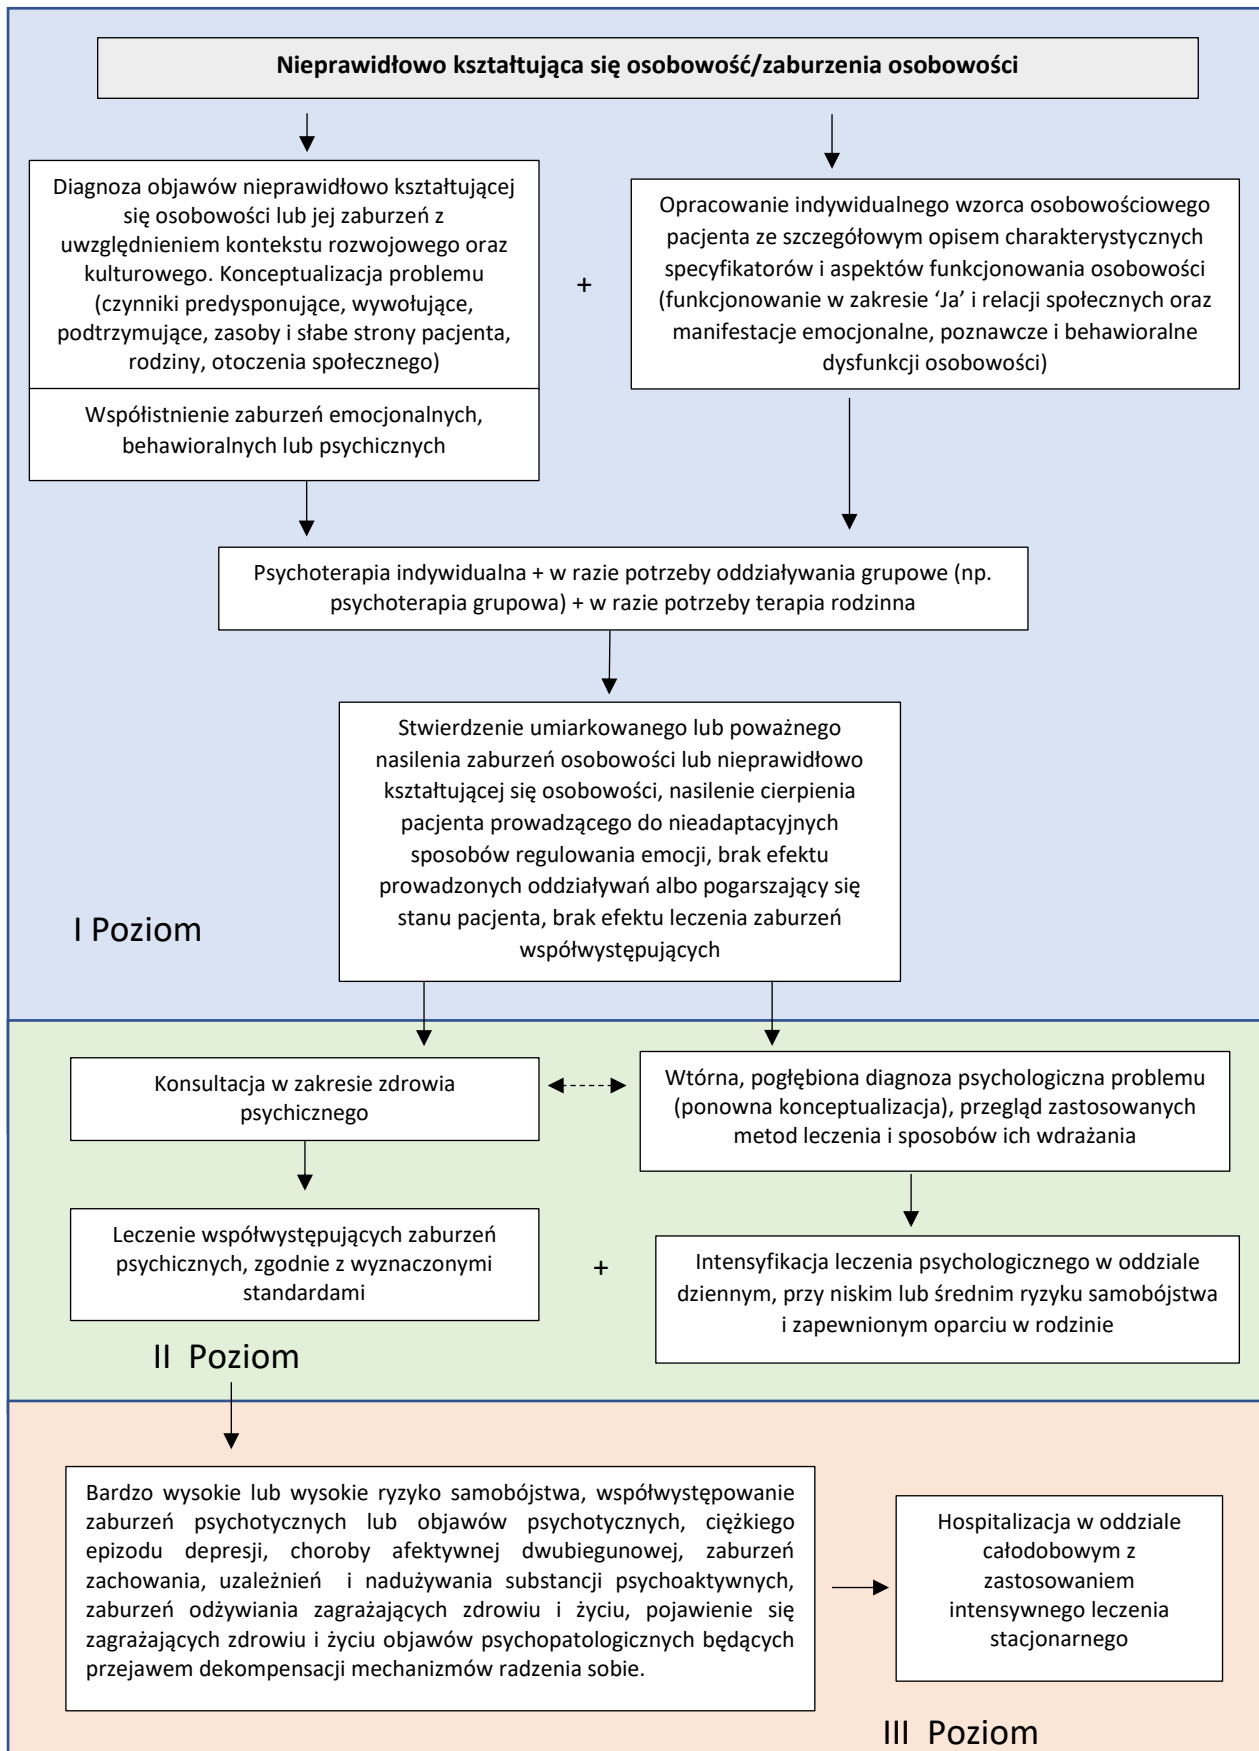 Nieprawidłowo kształtująca się osobowość/zaburzenia osobowości
Diagnoza objawów nieprawidłowo kształtującej
się osobowości lub jej zaburzeń z
uwzględnieniem kontekstu rozwojowego oraz
kulturowego. Konceptualizacja problemu
(czynniki predysponujące, wywołujące,
podtrzymujące, zasoby i słabe strony pacjenta,
rodziny, otoczenia społecznego)
Współistnienie zaburzeń emocjonalnych,
behawioralnych lub psychicznych
+
Opracowanie indywidualnego wzorca osobowościowego
pacjenta ze szczegółowym opisem charakterystycznych
specyfikatorów i aspektów funkcjonowania osobowości
(funkcjonowanie w zakresie ‘Ja’ i relacji społecznych oraz
manifestacje emocjonalne, poznawcze i behawioralne
dysfunkcji osobowości)
Psychoterapia indywidualna + w razie potrzeby oddziaływania grupowe (np.
psychoterapia grupowa) + w razie potrzeby terapia rodzinna
Stwierdzenie umiarkowanego lub poważnego
nasilenia zaburzeń osobowości lub nieprawidłowo
kształtującej się osobowości, nasilenie cierpienia
pacjenta prowadzącego do nieadaptacyjnych
sposobów regulowania emocji, brak efektu
prowadzonych oddziaływań albo pogarszający się
stanu pacjenta, brak efektu leczenia zaburzeń
współwystępujących
I Poziom
Konsultacja w zakresie zdrowia
psychicznego
Wtórna, pogłębiona diagnoza psychologiczna problemu
(ponowna konceptualizacja), przegląd zastosowanych
metod leczenia i sposobów ich wdrażania
Leczenie współwystępujących zaburzeń
psychicznych, zgodnie z wyznaczonymi
standardami
+
Intensyfikacja leczenia psychologicznego w oddziale
dziennym, przy niskim lub średnim ryzyku samobójstwa
i zapewnionym oparciu w rodzinie
II Poziom
Bardzo wysokie lub wysokie ryzyko samobójstwa, współwystępowanie
zaburzeń psychotycznych lub objawów psychotycznych, ciężkiego
epizodu depresji, choroby afektywnej dwubiegunowej, zaburzeń
zachowania, uzależnień i nadużywania substancji psychoaktywnych,
zaburzeń odżywiania zagrażających zdrowiu i życiu, pojawienie się
zagrażających zdrowiu i życiu objawów psychopatologicznych będących
przejawem dekompensacji mechanizmów radzenia sobie.
Hospitalizacja w oddziale
całodobowym z
zastosowaniem
intensywnego leczenia
stacjonarnego
III Poziom